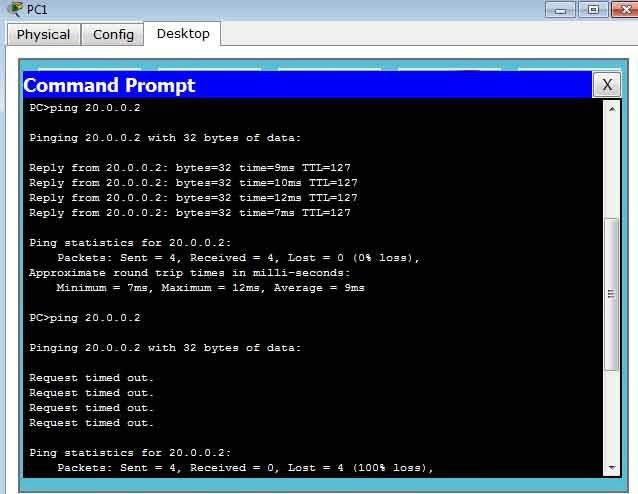 PC1
Physical Config Desktop
Command Prompt X
PC>ping 20.0.0.2
Pinging 20.0.0.2 with 32 bytes of data:
Reply from 20.0.0.2: bytes=32 time=9ms TTL=127
Reply from 20.0.0.2: bytes=32 time=10ms TTL=127
Reply from 20.0.0.2: bytes=32 time=12ms TTL=127
Reply from 20.0.0.2: bytes=32 time=7ms TTL=127
Ping statistics for 20.0.0.2:
Packets: Sent = 4, Received = 4, Lost = 0 (0% loss),
Approximate round trip times in milli-seconds:
Minimum = 7ms, Maximum = 12ms, Average = 9ms
PC>ping 20.0.0.2
Pinging 20.0.0.2 with 32 bytes of data:
Request timed out.
Request timed out.
Request timed out.
Request timed out.
Ping statistics for 20.0.0.2:
Packets: Sent = 4, Received = 0, Lost = 4 (100% loss),